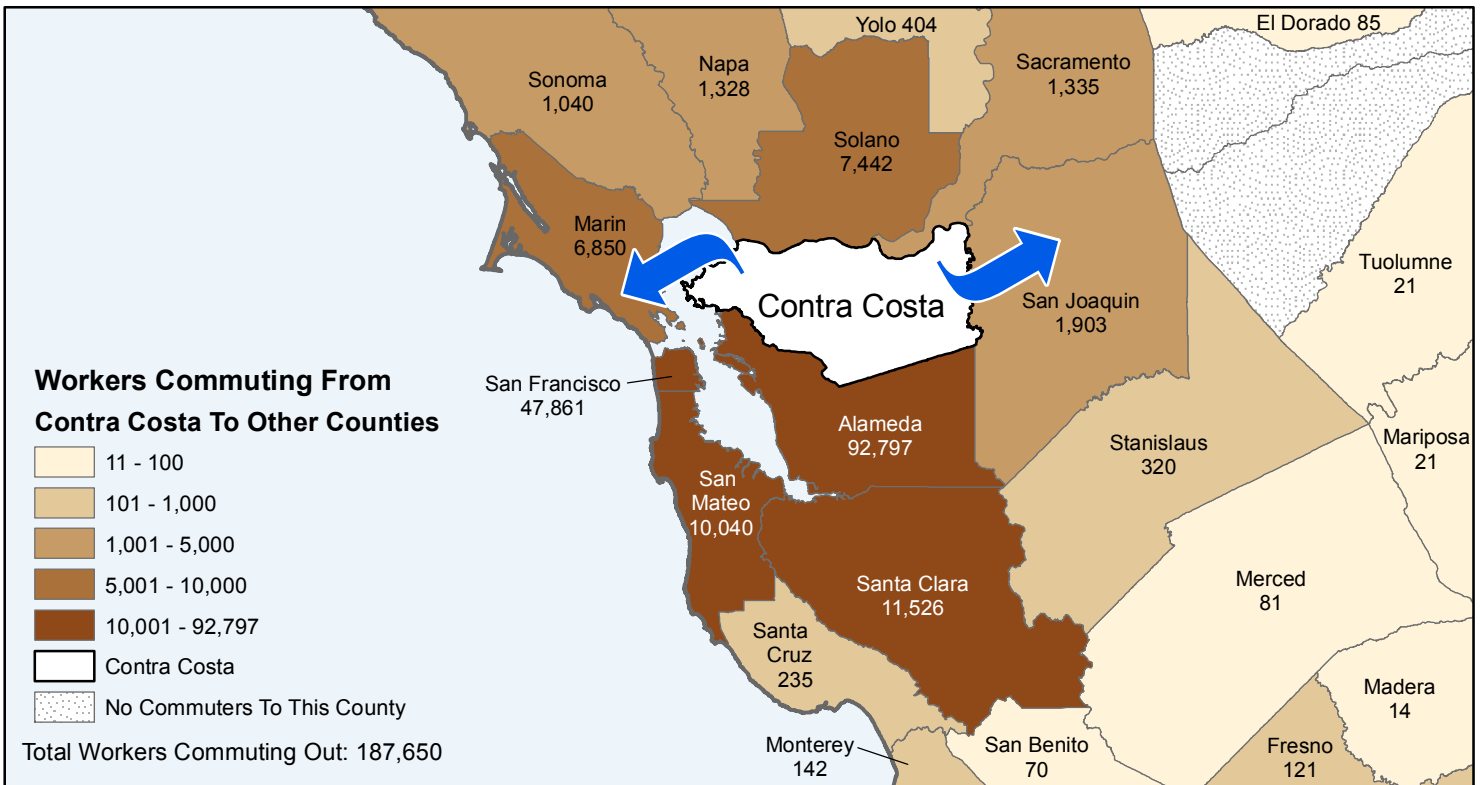 Yolo 404
El Dorado 85
Sonoma
1,040
Napa
1,328
Sacramento
1,335
Solano
7,442
Marin
6,850
Tuolumne
21
Contra Costa
San Joaquin
1,903
San Francisco
47,861
Alameda
92,797
Stanislaus
320
Mariposa
21
San
Mateo
10,040
Santa Clara
11,526
Merced
81
Santa
Cruz
235
Madera
14
Monterey
142
San Benito
70
Fresno
121
Workers Commuting From
Contra Costa To Other Counties
11 - 100
101 - 1,000
1,001 - 5,000
5,001 - 10,000
10,001 - 92,797
Contra Costa
No Commuters To This County
Total Workers Commuting Out: 187,650